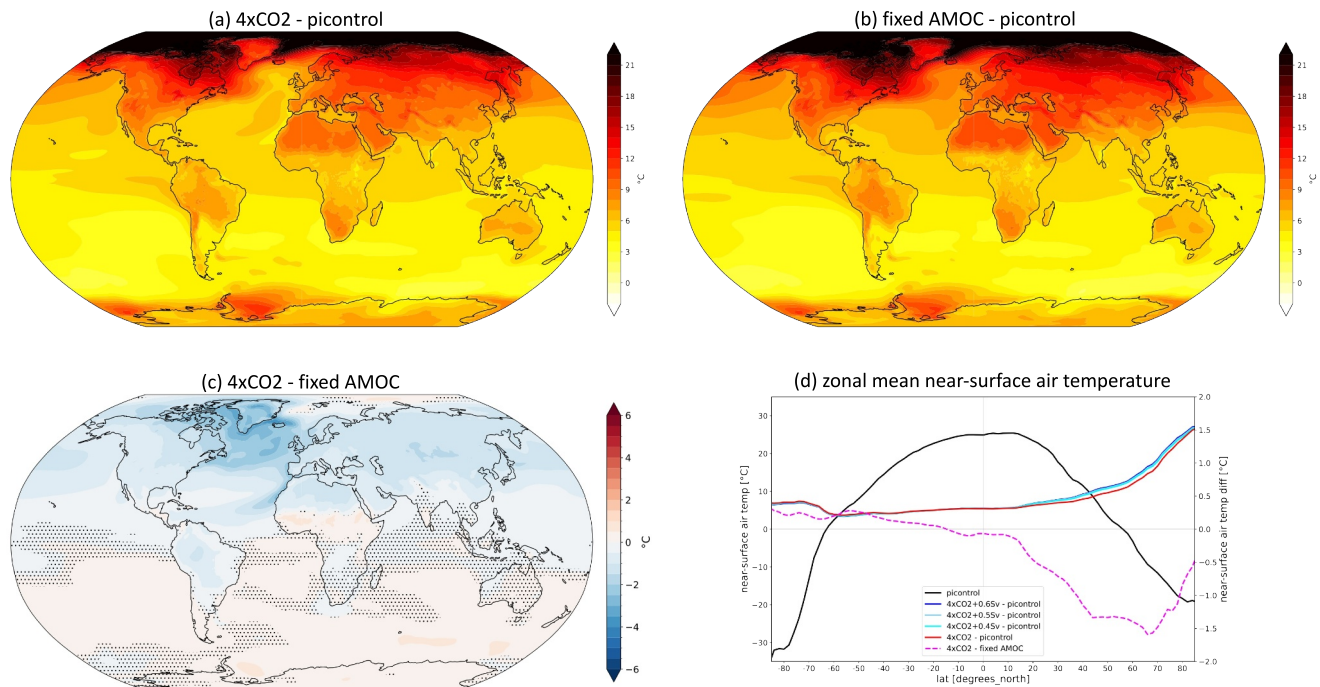 (a) 4xCO2 - picontrol
21
18
15
12
9
6
3
0
°C
(b) fixed AMOC - picontrol
21
18
15
12
9
6
3
0
°C
(c) 4xCO2 - fixed AMOC
6
4
2
0
−2
−4
−6
°C
(d) zonal mean near-surface air temperature
near-surface air temp [°C]
30
20
10
0
−10
−20
−30
2.0
1.5
1.0
0.5
0.0
−0.5
−1.0
−1.5
−2.0
near-surface air temp diff [°C]
picontrol
4xCO2+0.6Sv - picontrol
4xCO2+0.5Sv - picontrol
4xCO2+0.4Sv - picontrol
4xCO2 - picontrol
4xCO2 - fixed AMOC
-80 -70 -60 -50 -40 -30 -20 -10 0 10 20 30 40 50 60 70 80
lat [degrees_north]